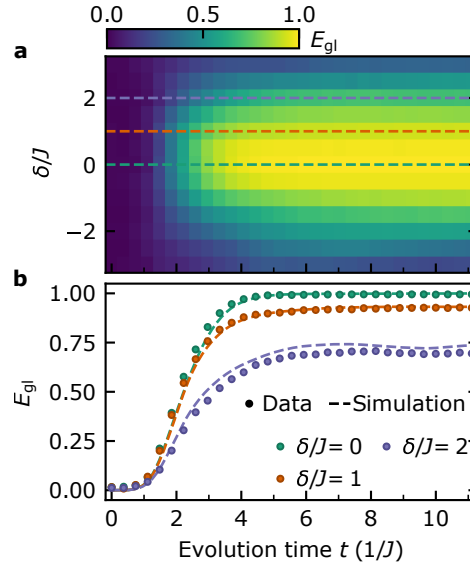 0.0 0.5 1.0
E_gl
a
δ/J
2
0
−2
b
1.00
0.75
0.50
0.25
0.00
E_gl
Data Simulation
δ/J = 0 δ/J = 2
δ/J = 1
0 2 4 6 8 10
Evolution time t (1/J)